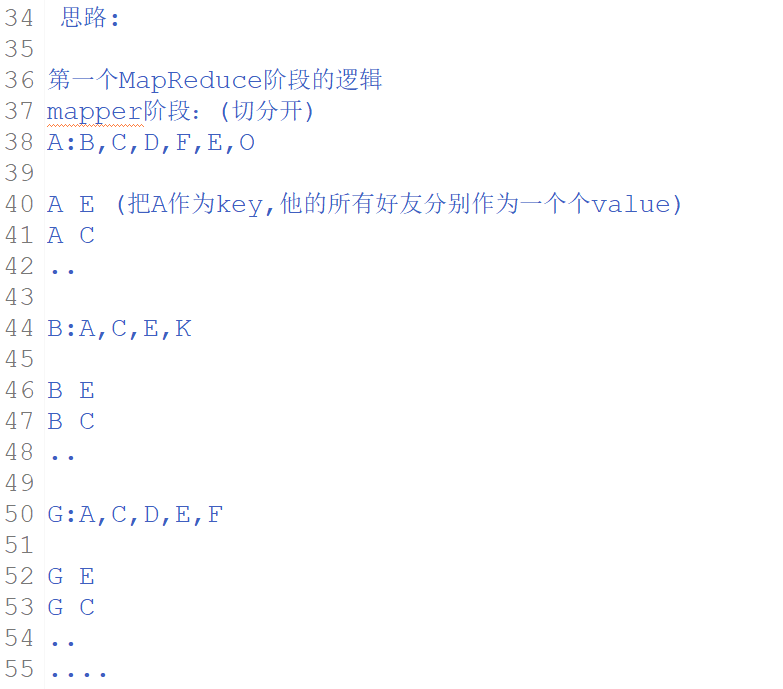 34 思路:
35
36 第一个MapReduce阶段的逻辑
37 mapper阶段: (切分开)
38 A:B,C,D,F,E,O
39
40 A E (把A作为key,他的所有好友分别作为一个个value)
41 A C
42 ..
43
44 B:A,C,E,K
45
46 B E
47 B C
48 ..
49
50 G:A,C,D,E,F
51
52 G E
53 G C
54 ..
55 ....